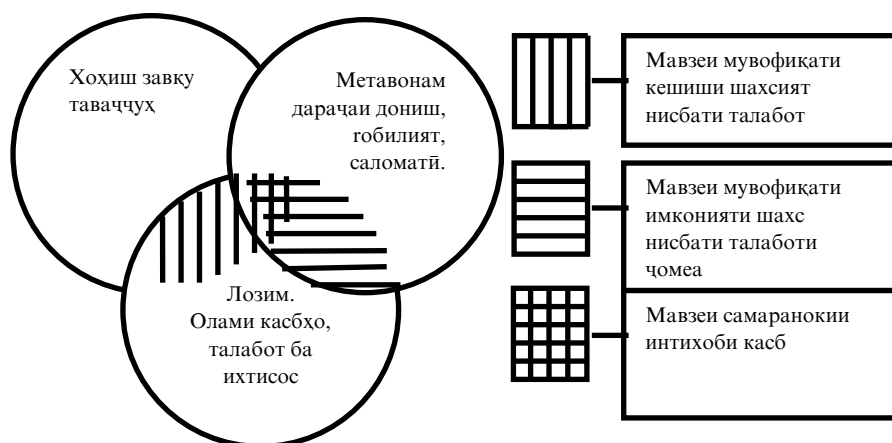 Хоҳиш завқу
таваҷҷуҳ
Метавонам
дараҷаи дониш,
гобилият,
саломатӣ.
Лозим.
Олами касбҳо,
талабот ба
ихтисос
Мавзеи мувофиқати
кешиши шахсият
нисбати талабот
Мавзеи мувофиқати
имконияти шахс
нисбати талаботи
ҷомеа
Мавзеи самаранокии
интихоби касб